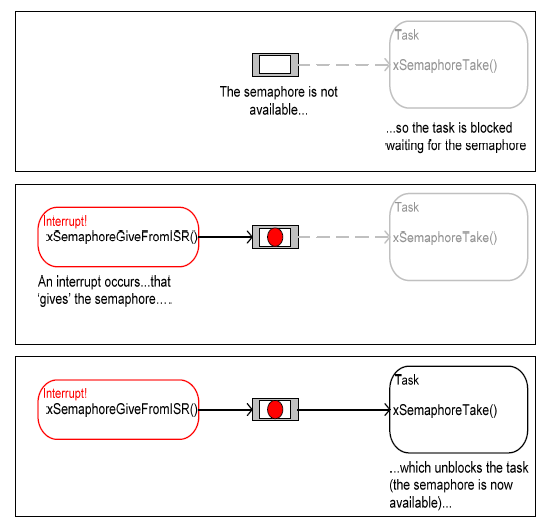 Task
xSemaphoreTake()
The semaphore is not
available...
...so the task is blocked
waiting for the semaphore
Interrupt!
xSemaphoreGiveFromISR()
Task
xSemaphoreTake()
An interrupt occurs...that
‘gives’ the semaphore....
Interrupt!
xSemaphoreGiveFromISR()
Task
xSemaphoreTake()
...which unblocks the task
(the semaphore is now
available)...